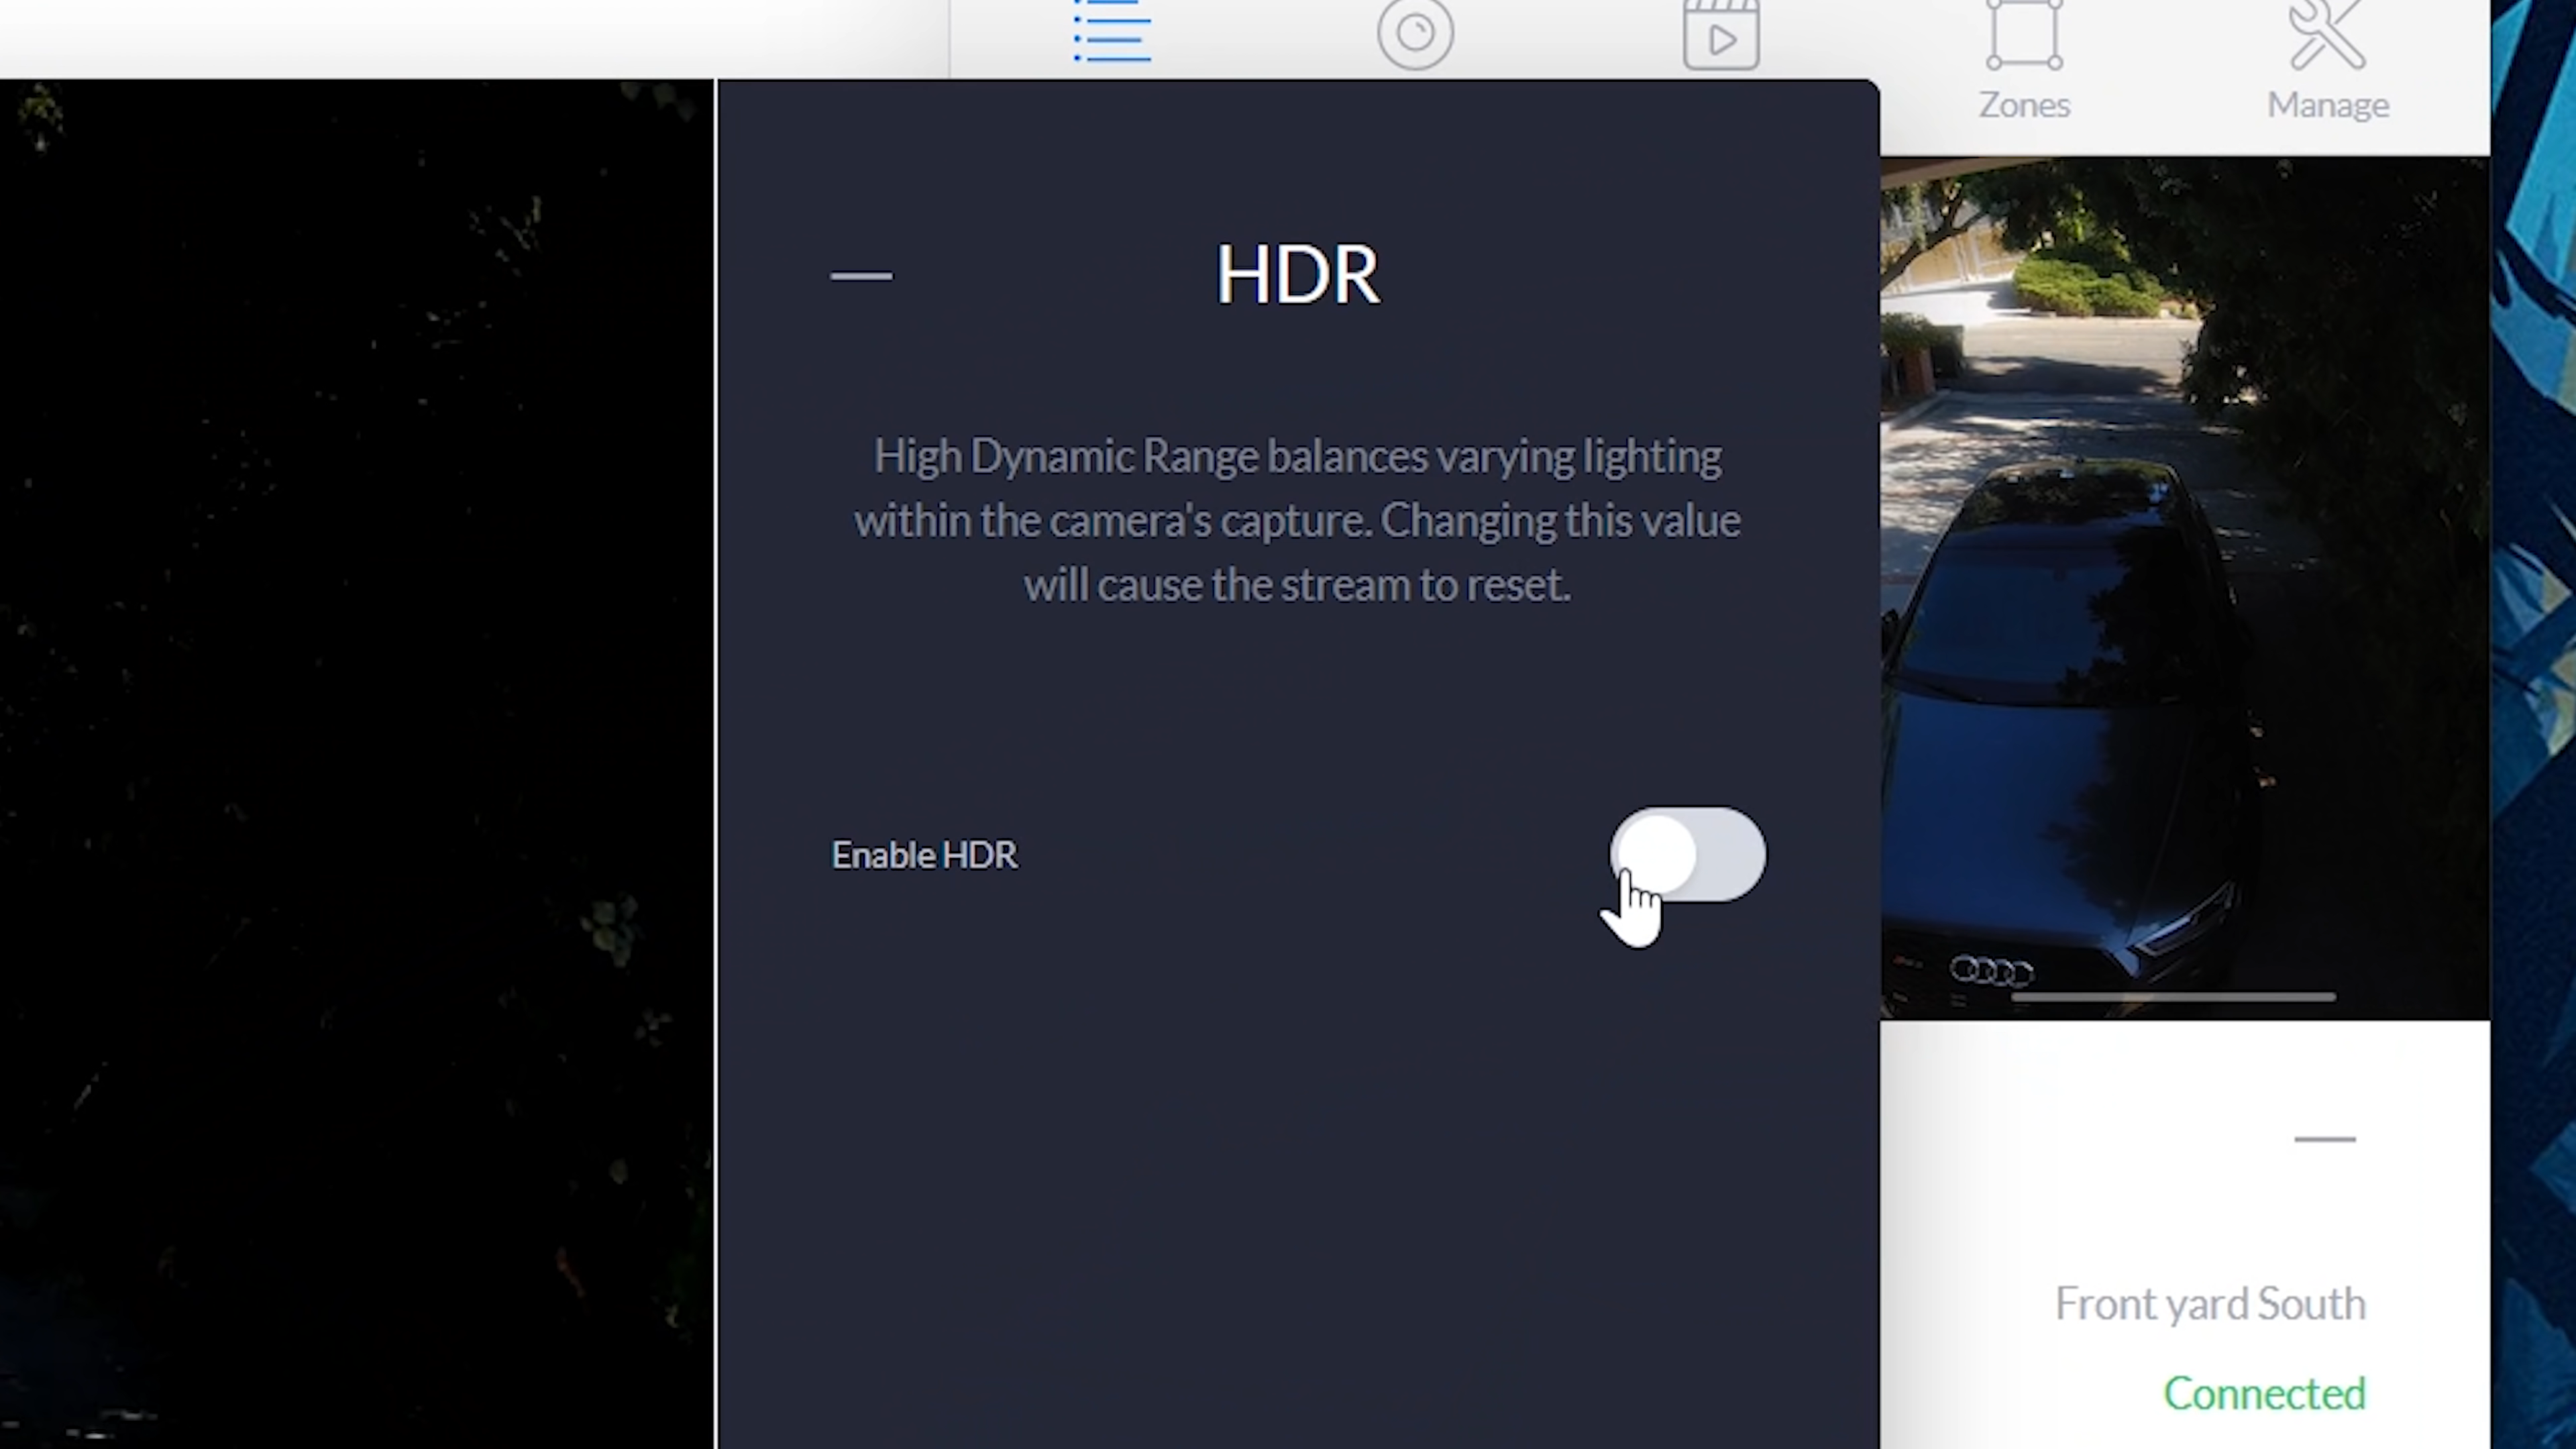 Zones
Manage
HDR
High Dynamic Range balances varying lighting
within the camera's capture. Changing this value
will cause the stream to reset.
Enable HDR
Front yard South
Connected